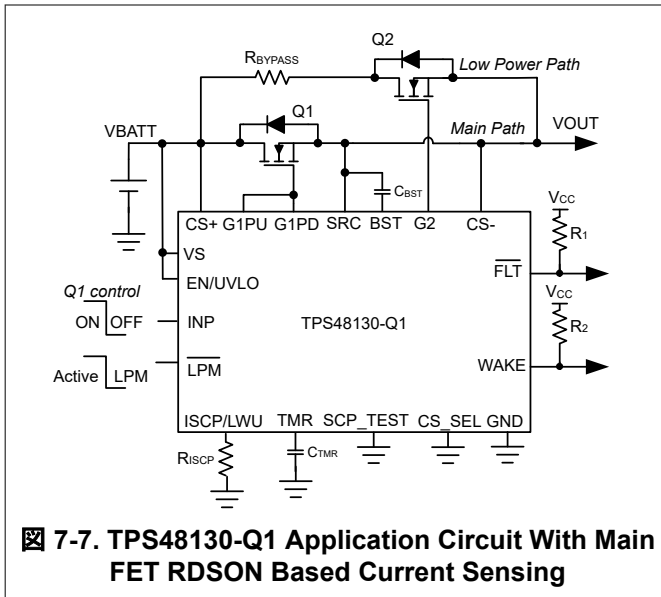 Q2
RBYPASS
Low Power Path
Q1
VBATT
Main Path
VOUT
CBST
CS+ G1PU G1PD SRC BST G2 CS-
VCC
R1
VS
FLT
EN/UVLO
Q1 control
VCC
ON OFF
INP
TPS48130-Q1
R2
Active LPM
LPM
WAKE
ISCP/LWU TMR SCP_TEST CS_SEL GND
RISCP
CTMR
図 7-7. TPS48130-Q1 Application Circuit With Main
FET RDSON Based Current Sensing